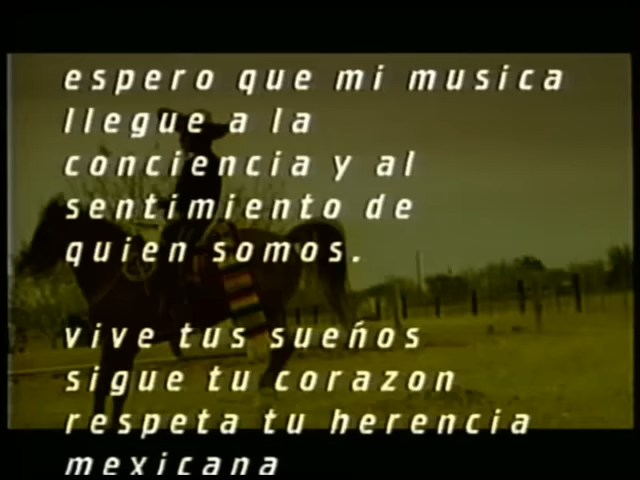 espero que mi musica
llegue a la
conciencia y al
sentimiento de
quien somos.
vive tus sueños
sigue tu corazon
respeta tu herencia
mexicana